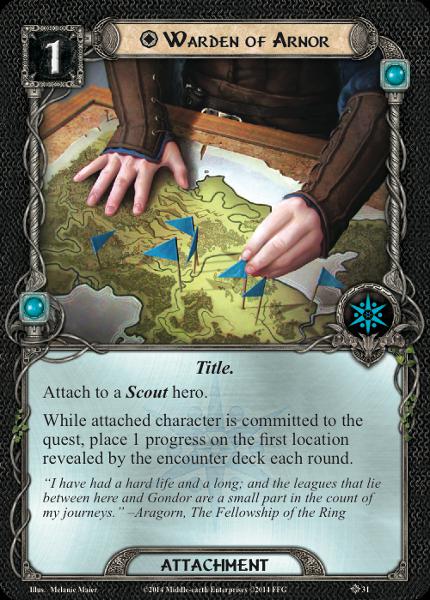 1
Warden of Arnor
Title.
Attach to a Scout hero.
While attached character is committed to the
quest, place 1 progress on the first location
revealed by the encounter deck each round.
“I have had a hard life and a long; and the leagues that lie
between here and Gondor are a small part in the count of
my journeys.” –Aragorn, The Fellowship of the Ring
ATTACHMENT
Illus. Melanie Maier ©2014 Middle-earth Enterprises ©2014 FFG 31